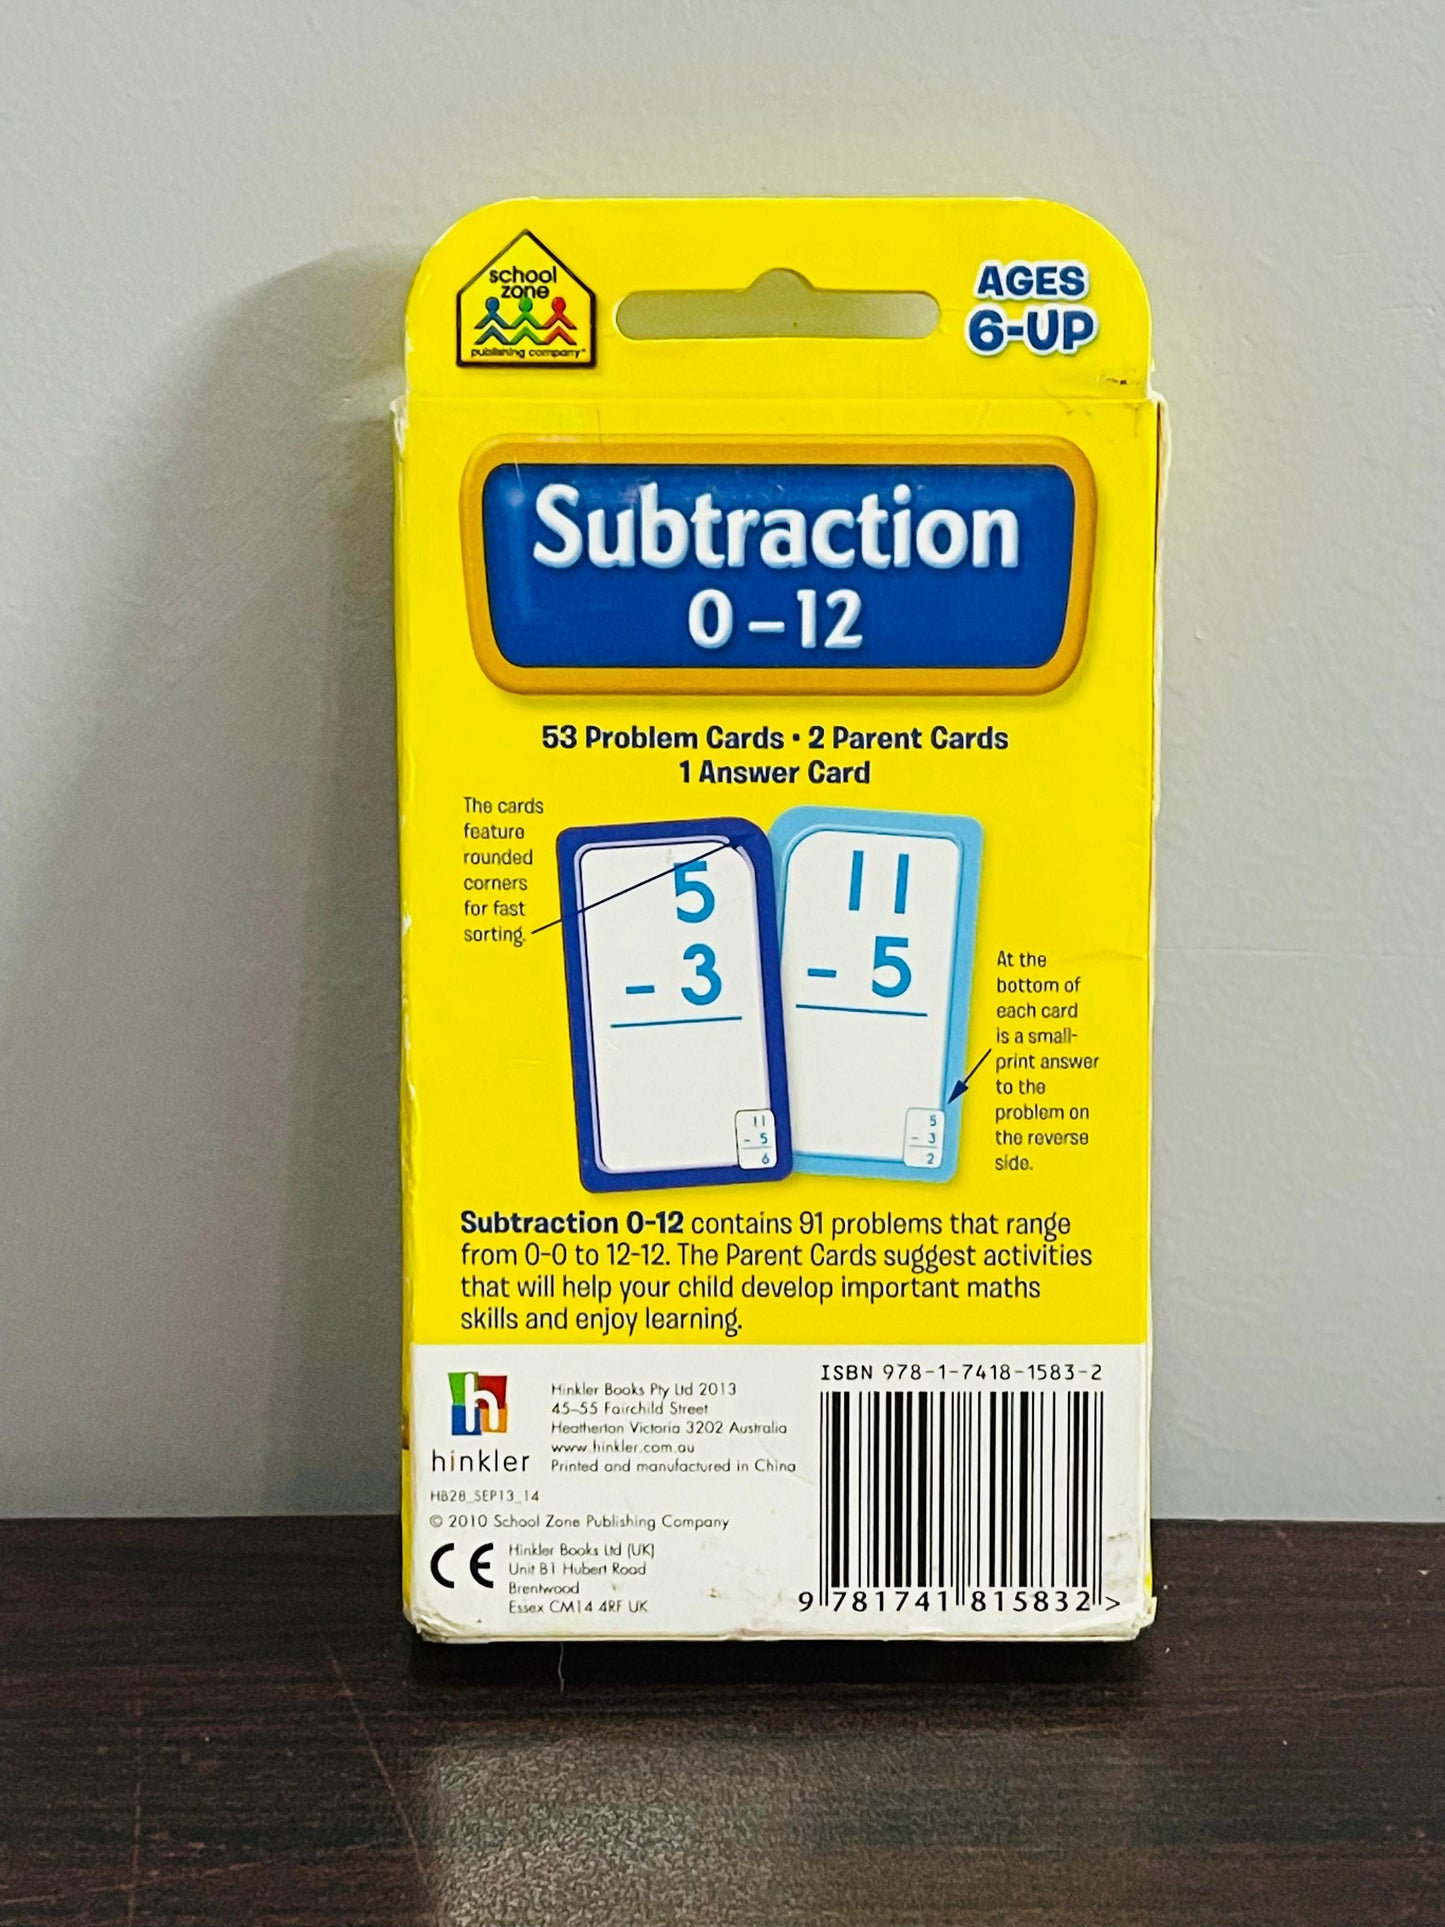 school
zone
publishing company
AGES
6-UP
Subtraction
0-12
53 Problem Cards • 2 Parent Cards
1 Answer Card
The cards
feature
rounded
corners
for fast
sorting.
5
- 3
11
- 5
6
11
- 5
5
- 3
2
At the
bottom of
each card
is a small-
print answer
to the
problem on
the reverse
side.
Subtraction 0-12 contains 91 problems that range
from 0-0 to 12-12. The Parent Cards suggest activities
that will help your child develop important maths
skills and enjoy learning.
hinkler
Hinkler Books Pty Ltd 2013
45–55 Fairchild Street
Heatherton Victoria 3202 Australia
www.hinkler.com.au
Printed and manufactured in China
HB28_SEP13_14
© 2010 School Zone Publishing Company
CE
Hinkler Books Ltd (UK)
Unit B1 Hubert Road
Brentwood
Essex CM14 4RF UK
ISBN 978-1-7418-1583-2
9 781741 815832 >